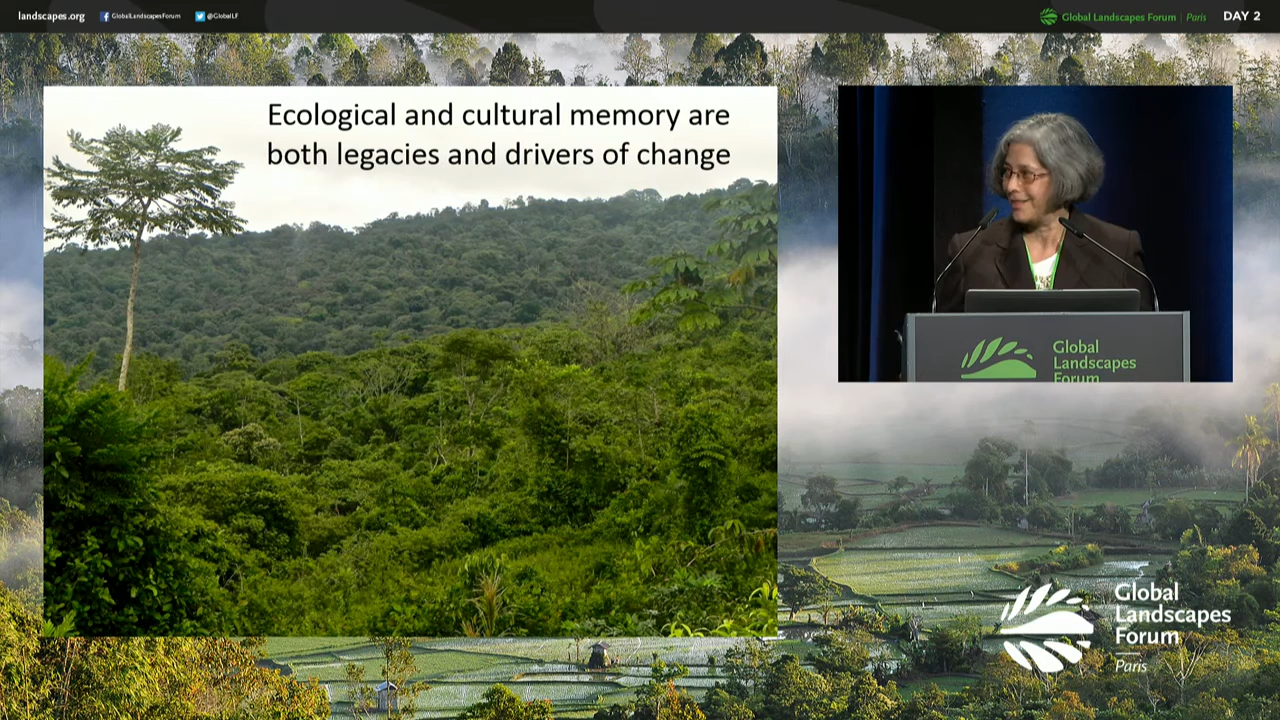 landscapes.org
GlobalLandscapesForum
@GlobalLF
Global Landscapes Forum | Paris
DAY 2
Ecological and cultural memory are
both legacies and drivers of change
Global
Landscapes
Forum
Global
Landscapes
Forum
Paris